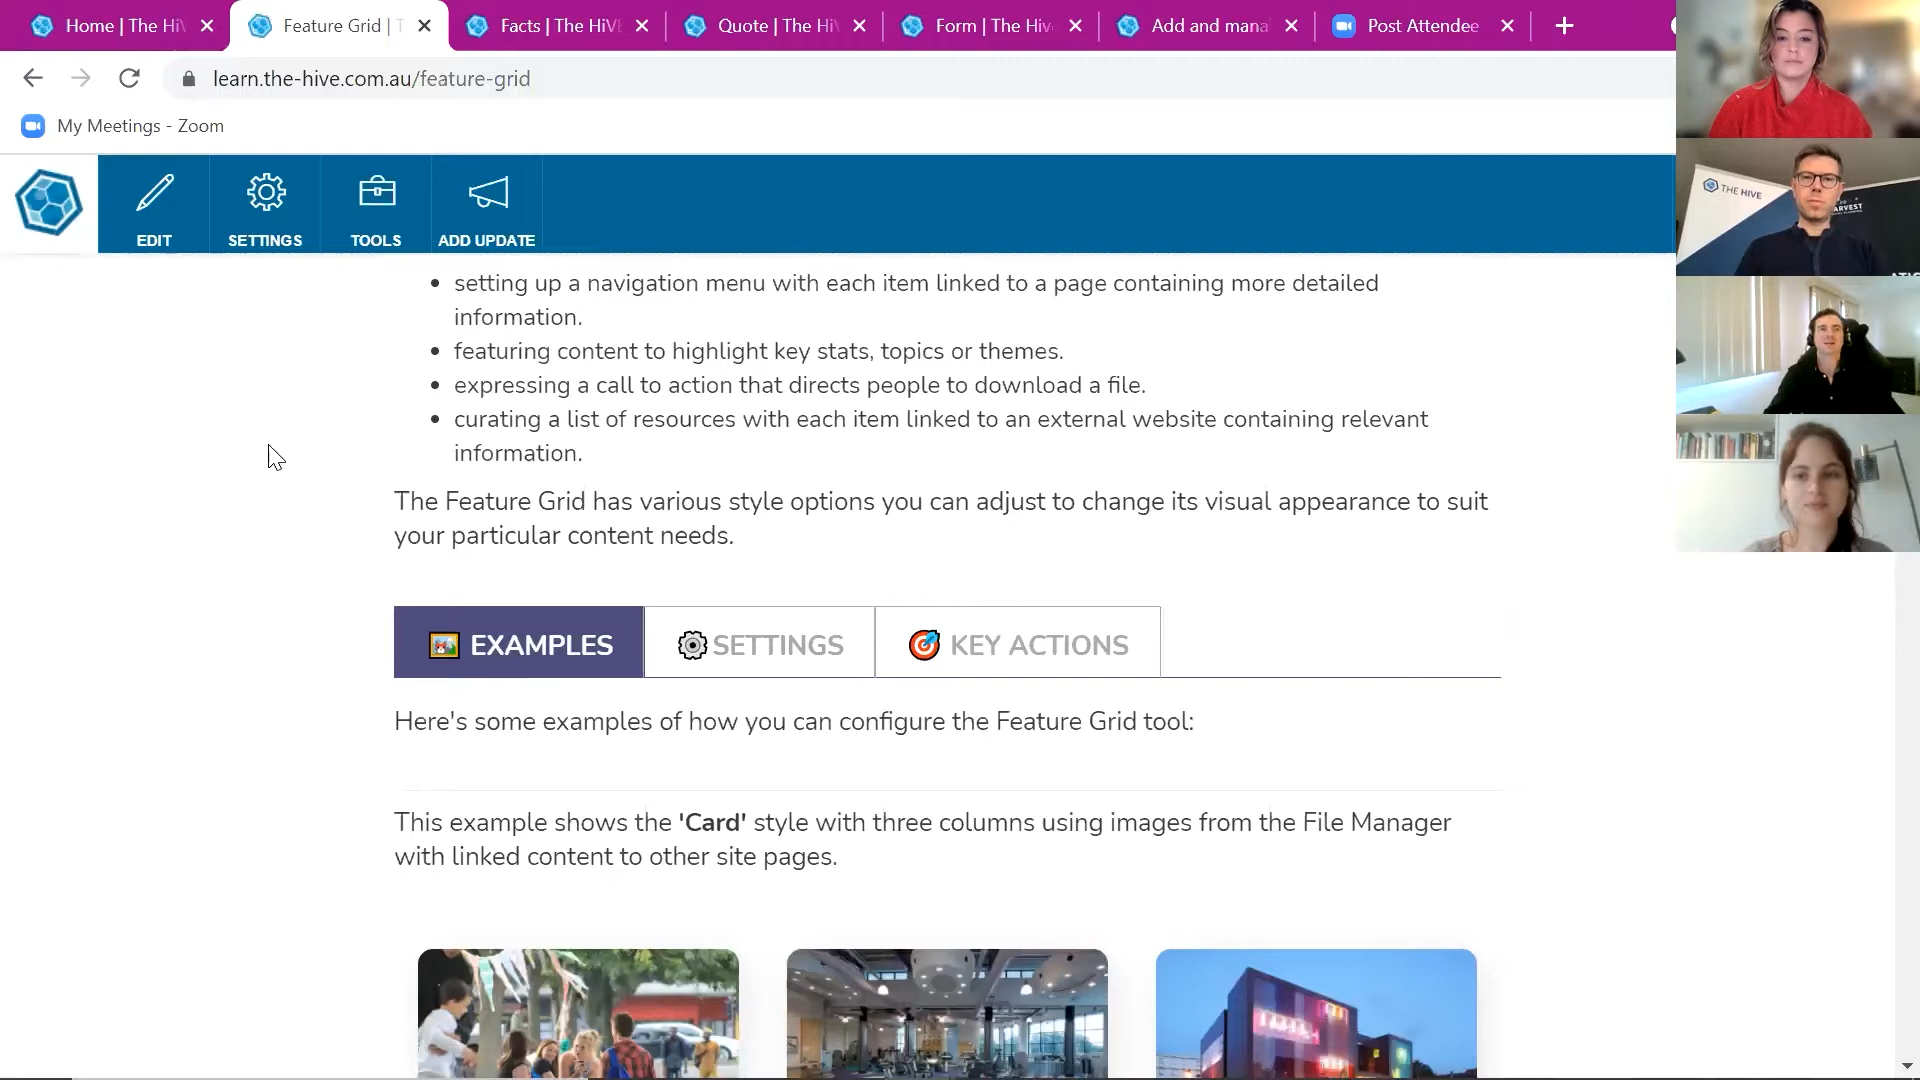 Home | The Hi
Feature Grid |
Facts | The HiV
Quote | The Hi
Form | The Hiv
Add and mana
Post Attendee
learn.the-hive.com.au/feature-grid
My Meetings - Zoom
EDIT
SETTINGS
TOOLS
ADD UPDATE
THE HIVE
ARVEST
setting up a navigation menu with each item linked to a page containing more detailed
information.
featuring content to highlight key stats, topics or themes.
expressing a call to action that directs people to download a file.
curating a list of resources with each item linked to an external website containing relevant
information.
The Feature Grid has various style options you can adjust to change its visual appearance to suit
your particular content needs.
EXAMPLES
SETTINGS
KEY ACTIONS
Here's some examples of how you can configure the Feature Grid tool:
This example shows the 'Card' style with three columns using images from the File Manager
with linked content to other site pages.